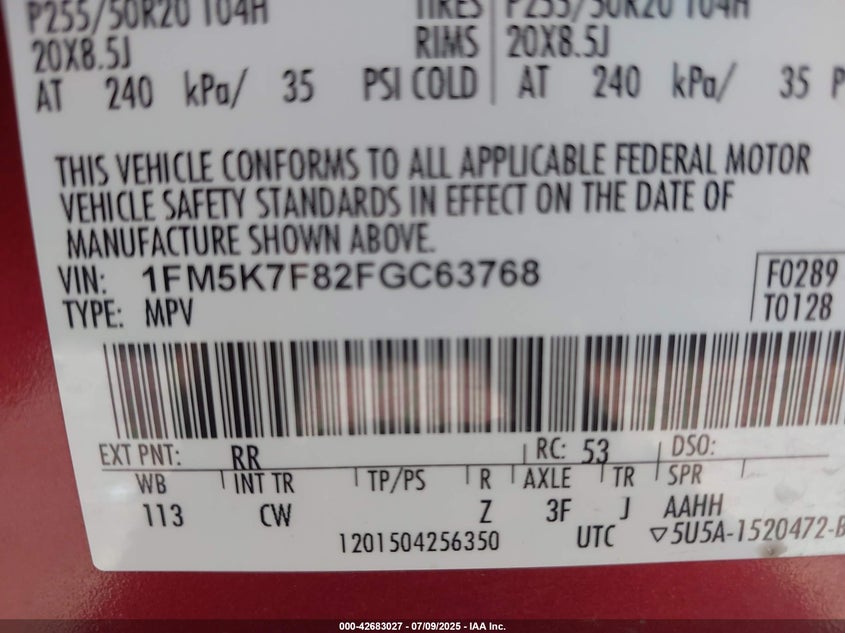 P255/50R20 104H TIRES P255/50R20 104H
20X8.5J RIMS 20X8.5J
AT 240 kPa/ 35 PSI COLD AT 240 kPa/ 35 P
THIS VEHICLE CONFORMS TO ALL APPLICABLE FEDERAL MOTOR
VEHICLE SAFETY STANDARDS IN EFFECT ON THE DATE OF
MANUFACTURE SHOWN ABOVE.
VIN: 1FM5K7F82FGC63768 F0289
TYPE: MPV T0128
EXT PNT: RR RC: 53 DSO:
WB INT TR TP/PS R AXLE TR SPR
113 CW Z 3F J AAHH
1201504256350 UTC ▽5U5A-1520472-B
000-42683027 - 07/09/2025 - IAA Inc.